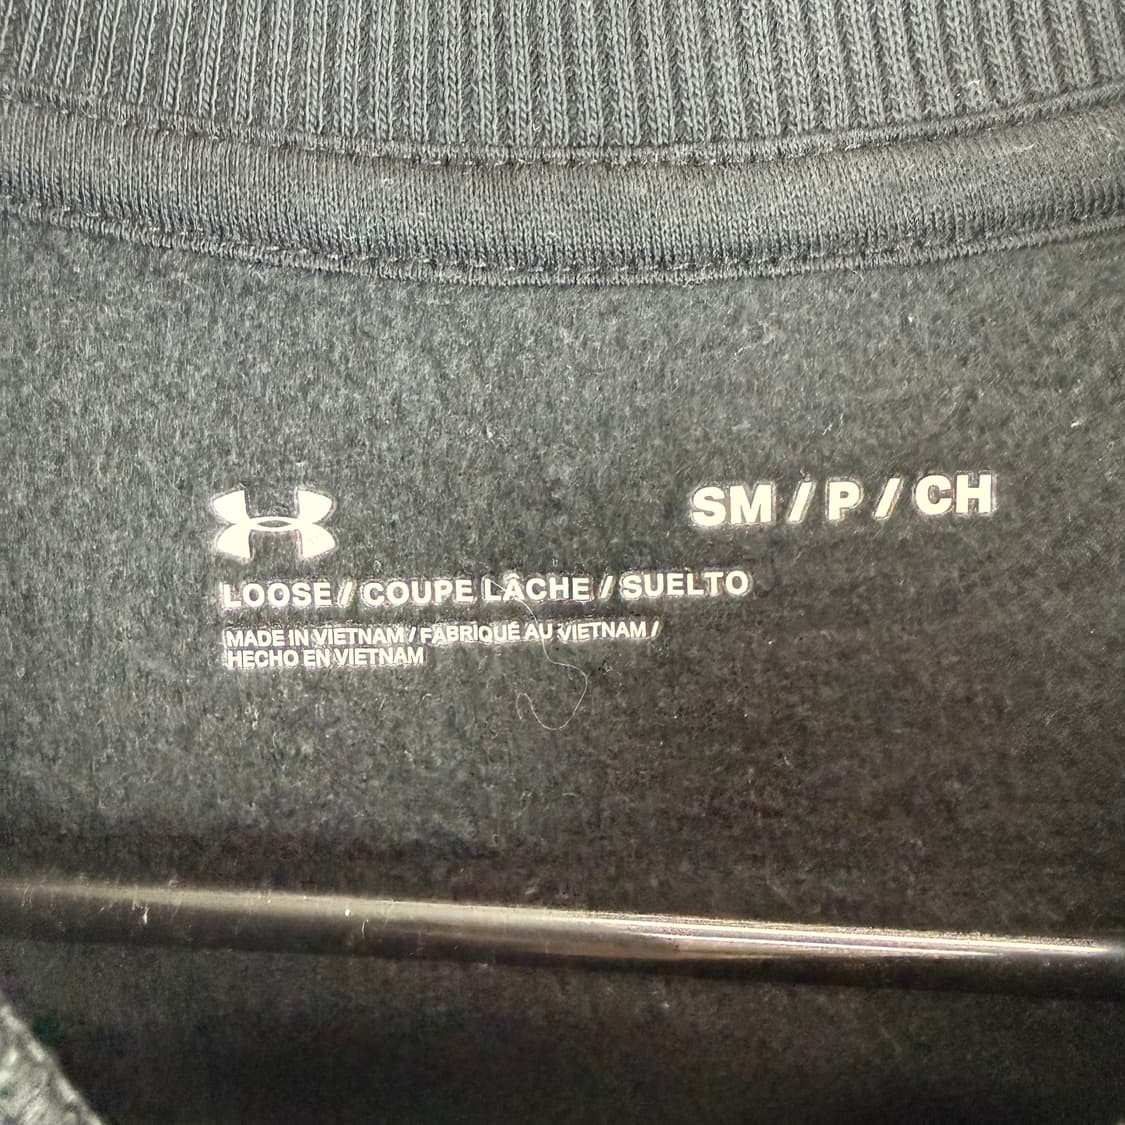 SM / P / CH
LOOSE / COUPE LÂCHE / SUELTO
MADE IN VIETNAM / FABRIQUÉ AU VIETNAM /
HECHO EN VIETNAM